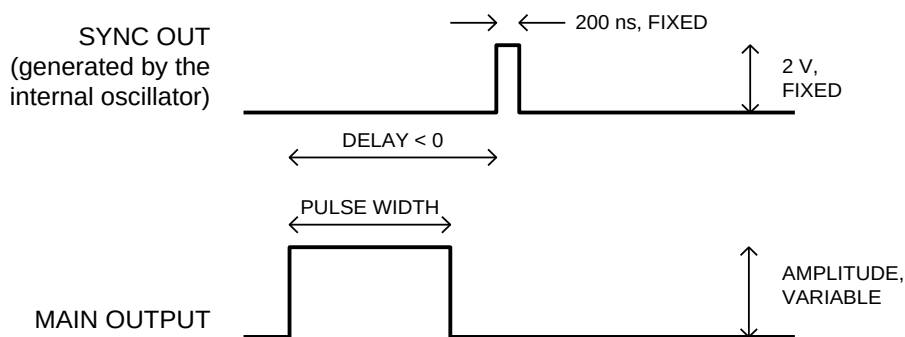 SYNC OUT
(generated by the
internal oscillator)
200 ns, FIXED
2 V,
FIXED
DELAY < 0
PULSE WIDTH
AMPLITUDE,
VARIABLE
MAIN OUTPUT